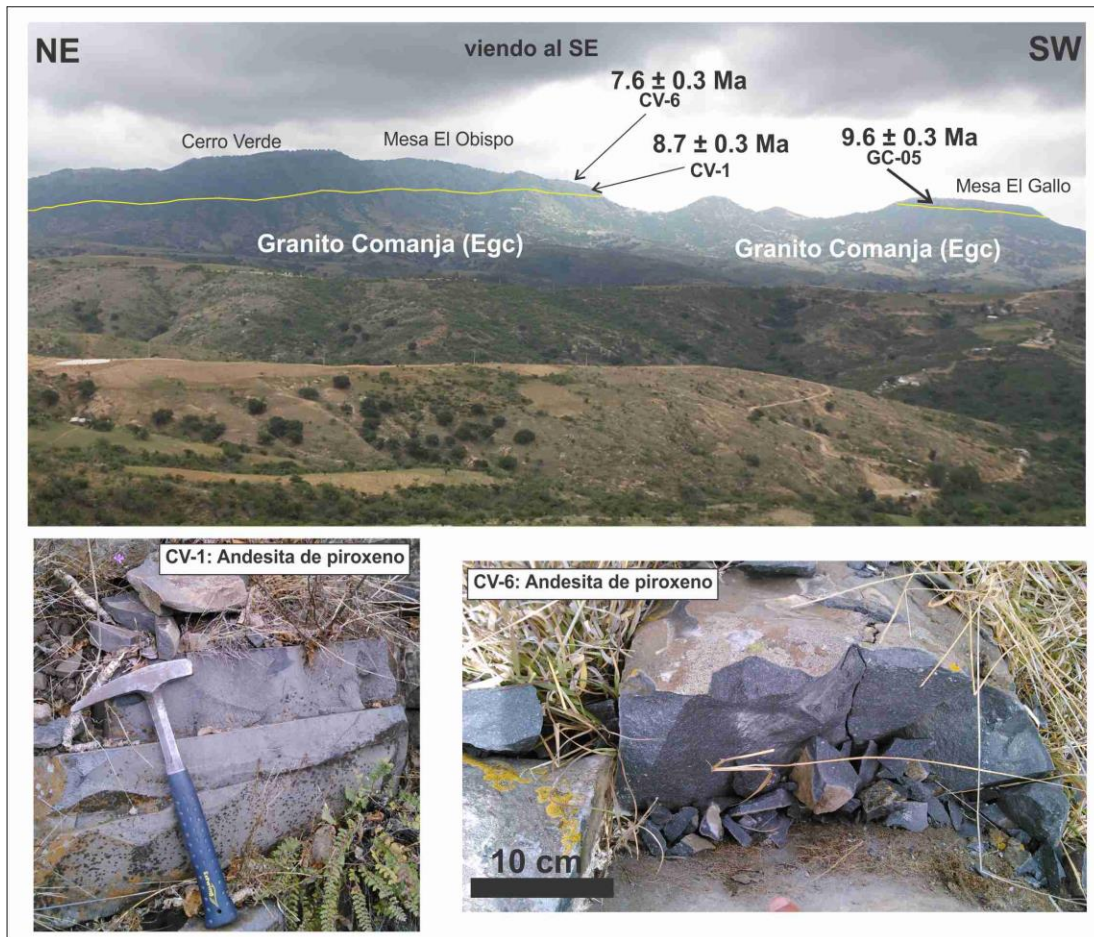 NE
viendo al SE
SW
7.6 ± 0.3 Ma
CV-6
8.7 ± 0.3 Ma
CV-1
9.6 ± 0.3 Ma
GC-05
Cerro Verde
Mesa El Obispo
Mesa El Gallo
Granito Comanja (Egc)
Granito Comanja (Egc)
CV-1: Andesita de piroxeno
CV-6: Andesita de piroxeno
10 cm